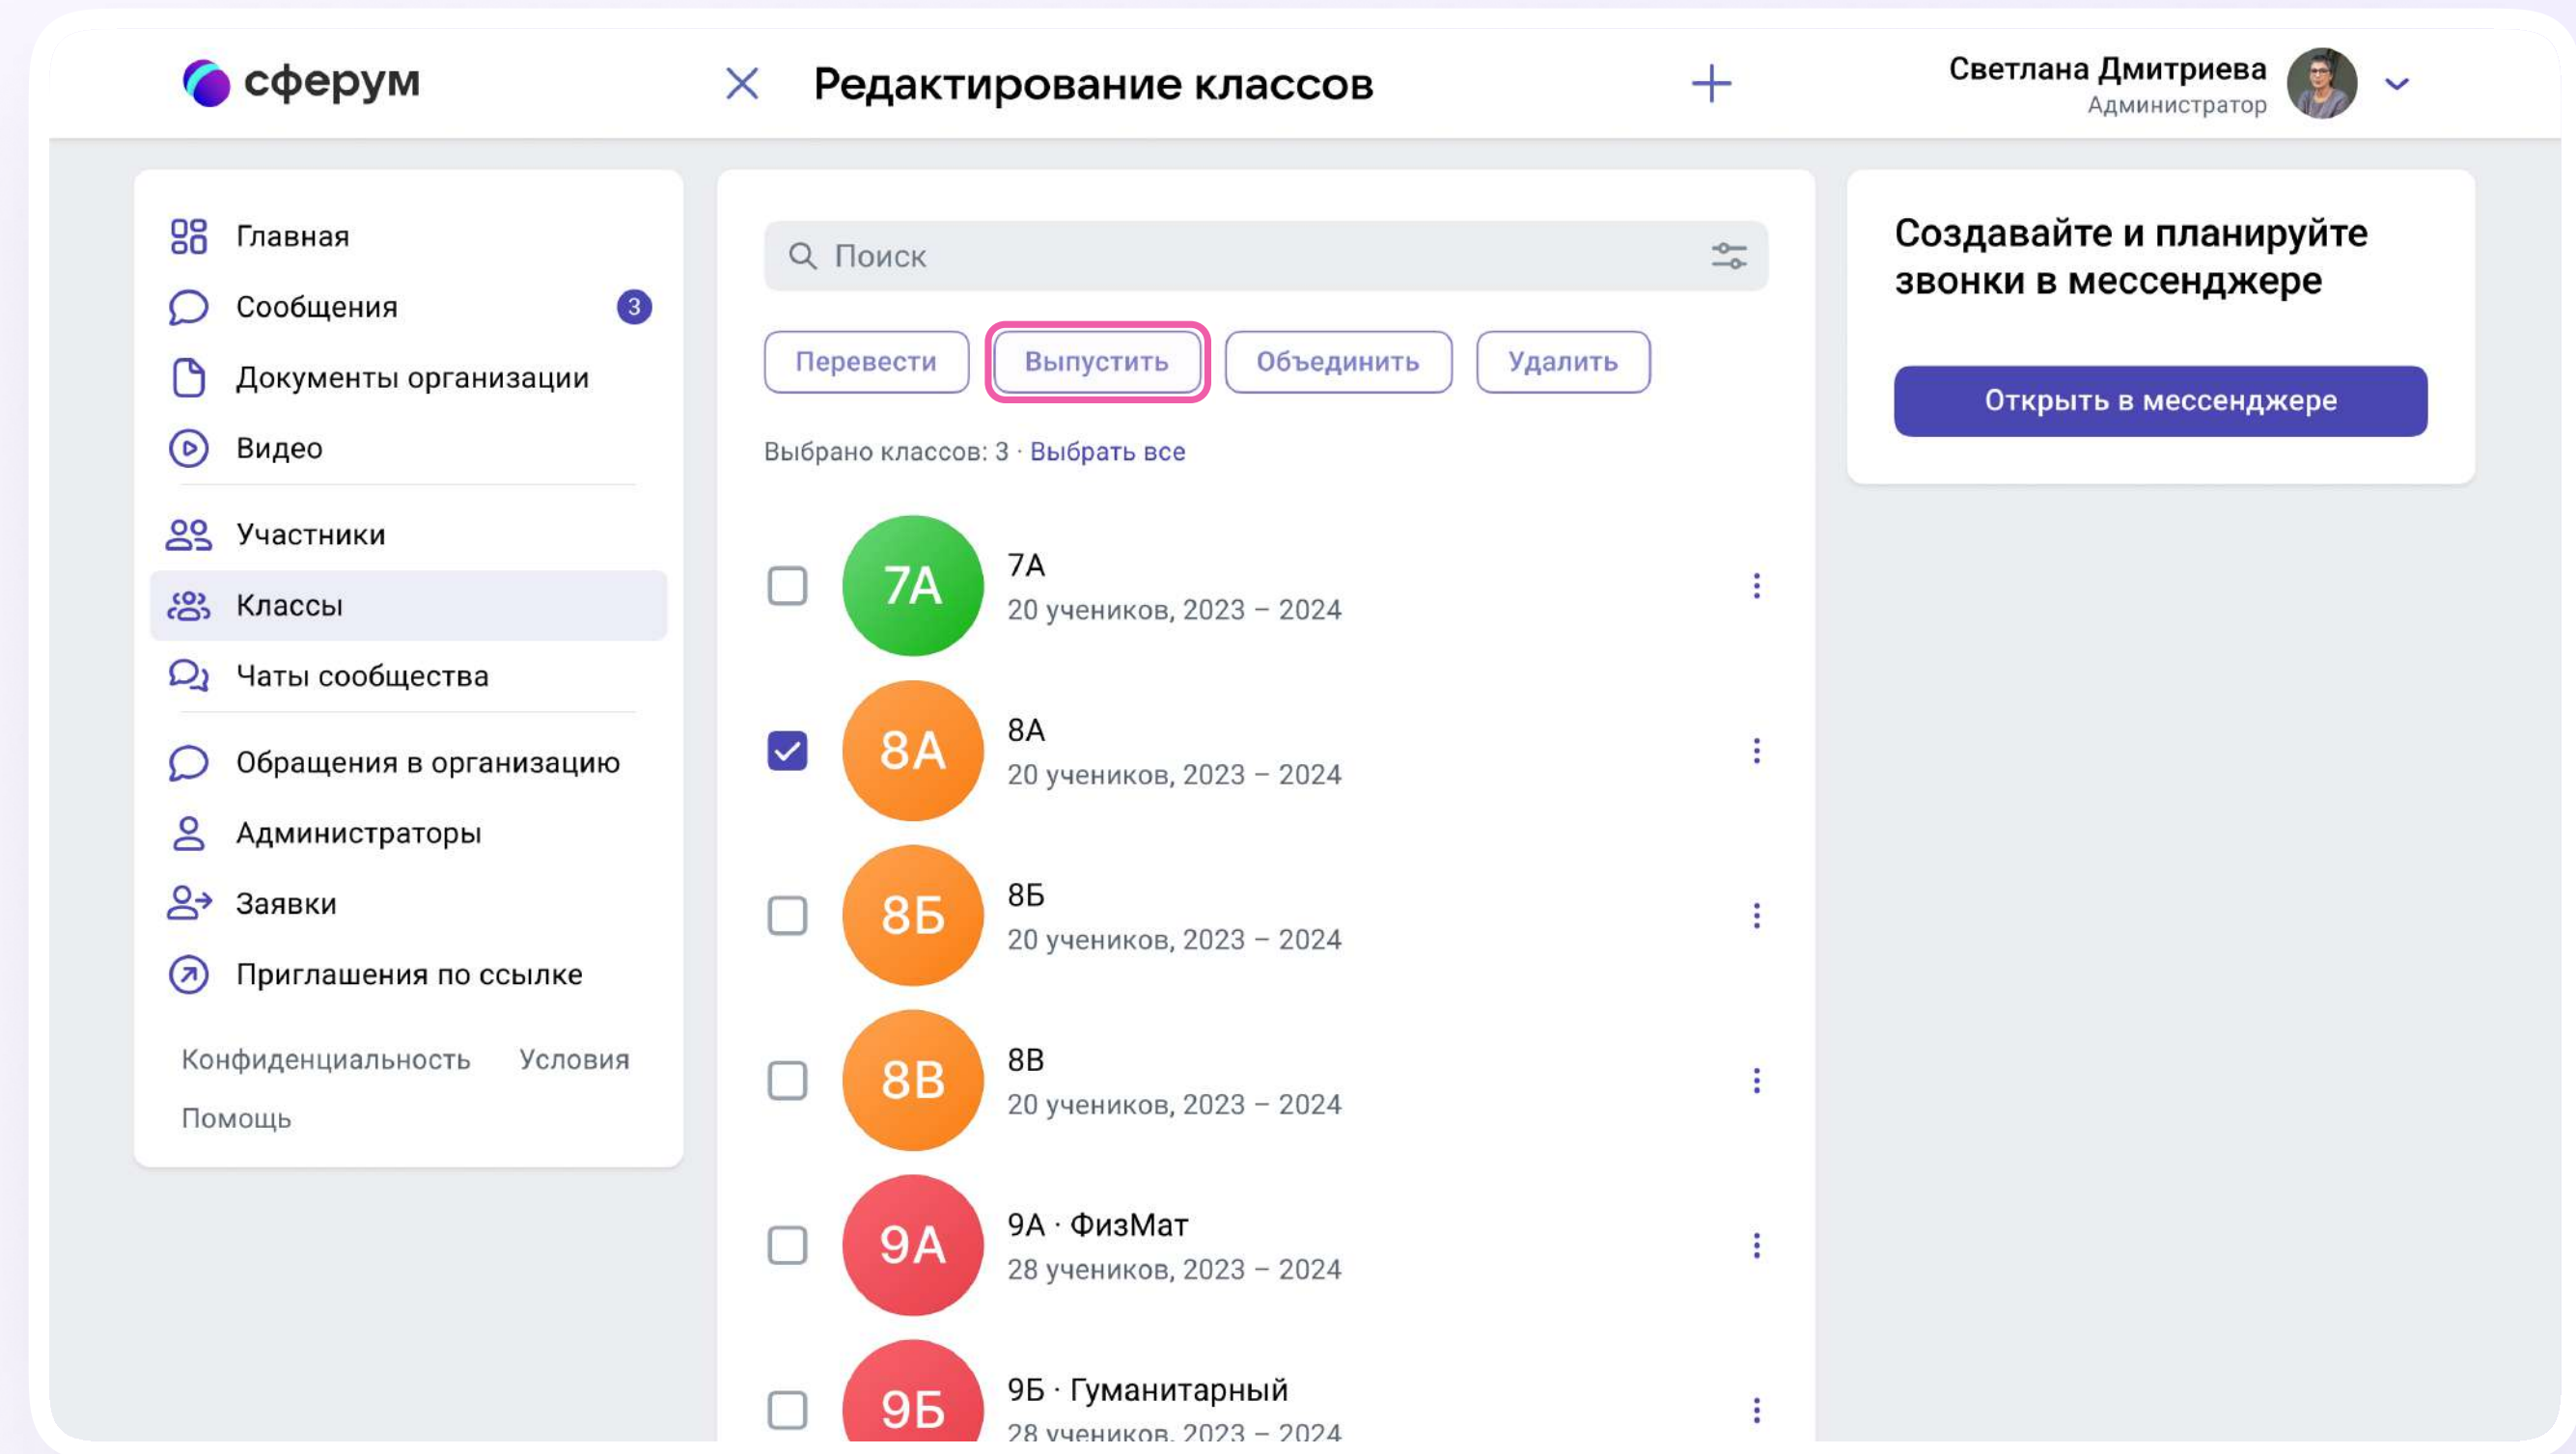 сферум
Редактирование классов
Светлана Дмитриева
Администратор
Главная
Сообщения 3
Документы организации
Видео
Участники
Классы
Чаты сообщества
Обращения в организацию
Администраторы
Заявки
Приглашения по ссылке
Конфиденциальность Условия
Помощь
Поиск
Перевести Выпустить Объединить Удалить
Выбрано классов: 3 · Выбрать все
7А
7А
20 учеников, 2023 – 2024
8А
8А
20 учеников, 2023 – 2024
8Б
8Б
20 учеников, 2023 – 2024
8В
8В
20 учеников, 2023 – 2024
9А
9А · ФизМат
28 учеников, 2023 – 2024
9Б
9Б · Гуманитарный
28 учеников, 2023 – 2024
Создавайте и планируйте
звонки в мессенджере
Открыть в мессенджере